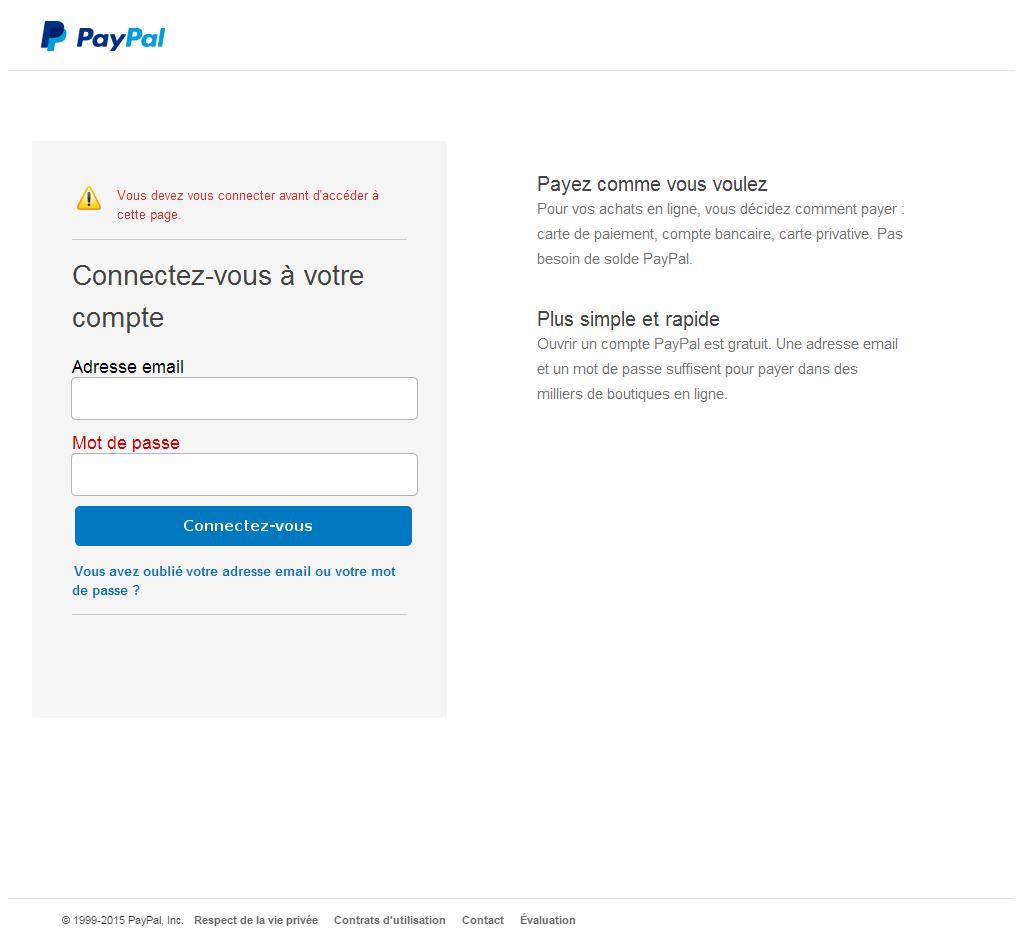 PayPal
Vous devez vous connecter avant d'accéder à
cette page.
Connectez-vous à votre
compte
Adresse email
Mot de passe
Connectez-vous
Vous avez oublié votre adresse email ou votre mot
de passe ?
Payez comme vous voulez
Pour vos achats en ligne, vous décidez comment payer :
carte de paiement, compte bancaire, carte privative. Pas
besoin de solde PayPal.
Plus simple et rapide
Ouvrir un compte PayPal est gratuit. Une adresse email
et un mot de passe suffisent pour payer dans des
milliers de boutiques en ligne.
© 1999-2015 PayPal, Inc. Respect de la vie privée Contrats d'utilisation Contact Évaluation